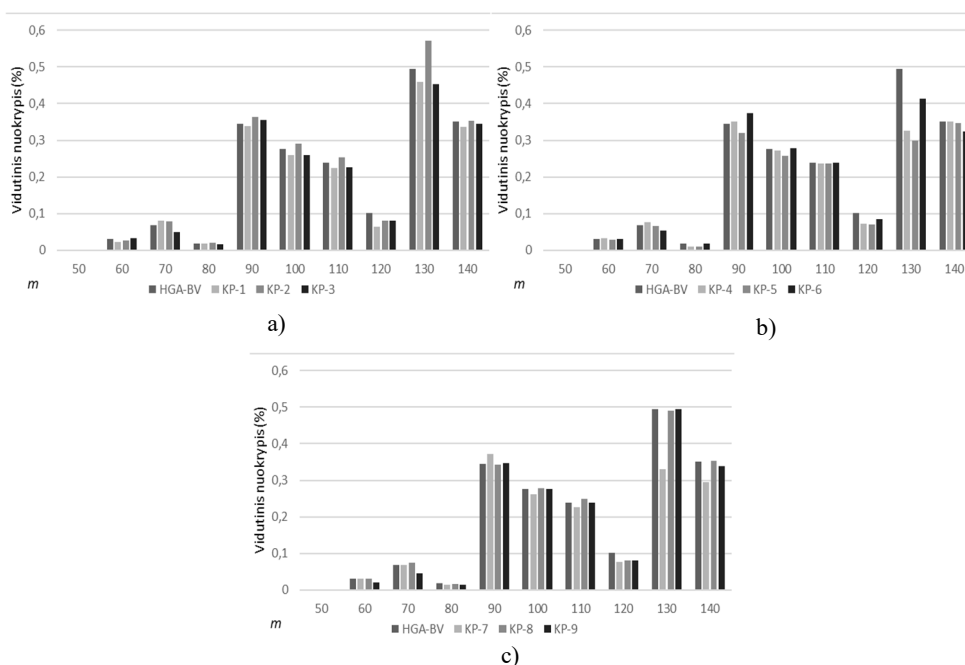 0,6
0,5
0,4
0,3
0,2
0,1
0
Vidutinis nuokrypis (%)
50 60 70 80 90 100 110 120 130 140
m
HGA-BV KP-1 KP-2 KP-3
a)
0,6
0,5
0,4
0,3
0,2
0,1
0
Vidutinis nuokrypis (%)
50 60 70 80 90 100 110 120 130 140
m
HGA-BV KP-4 KP-5 KP-6
b)
0,6
0,5
0,4
0,3
0,2
0,1
0
Vidutinis nuokrypis (%)
50 60 70 80 90 100 110 120 130 140
m
HGA-BV KP-7 KP-8 KP-9
c)